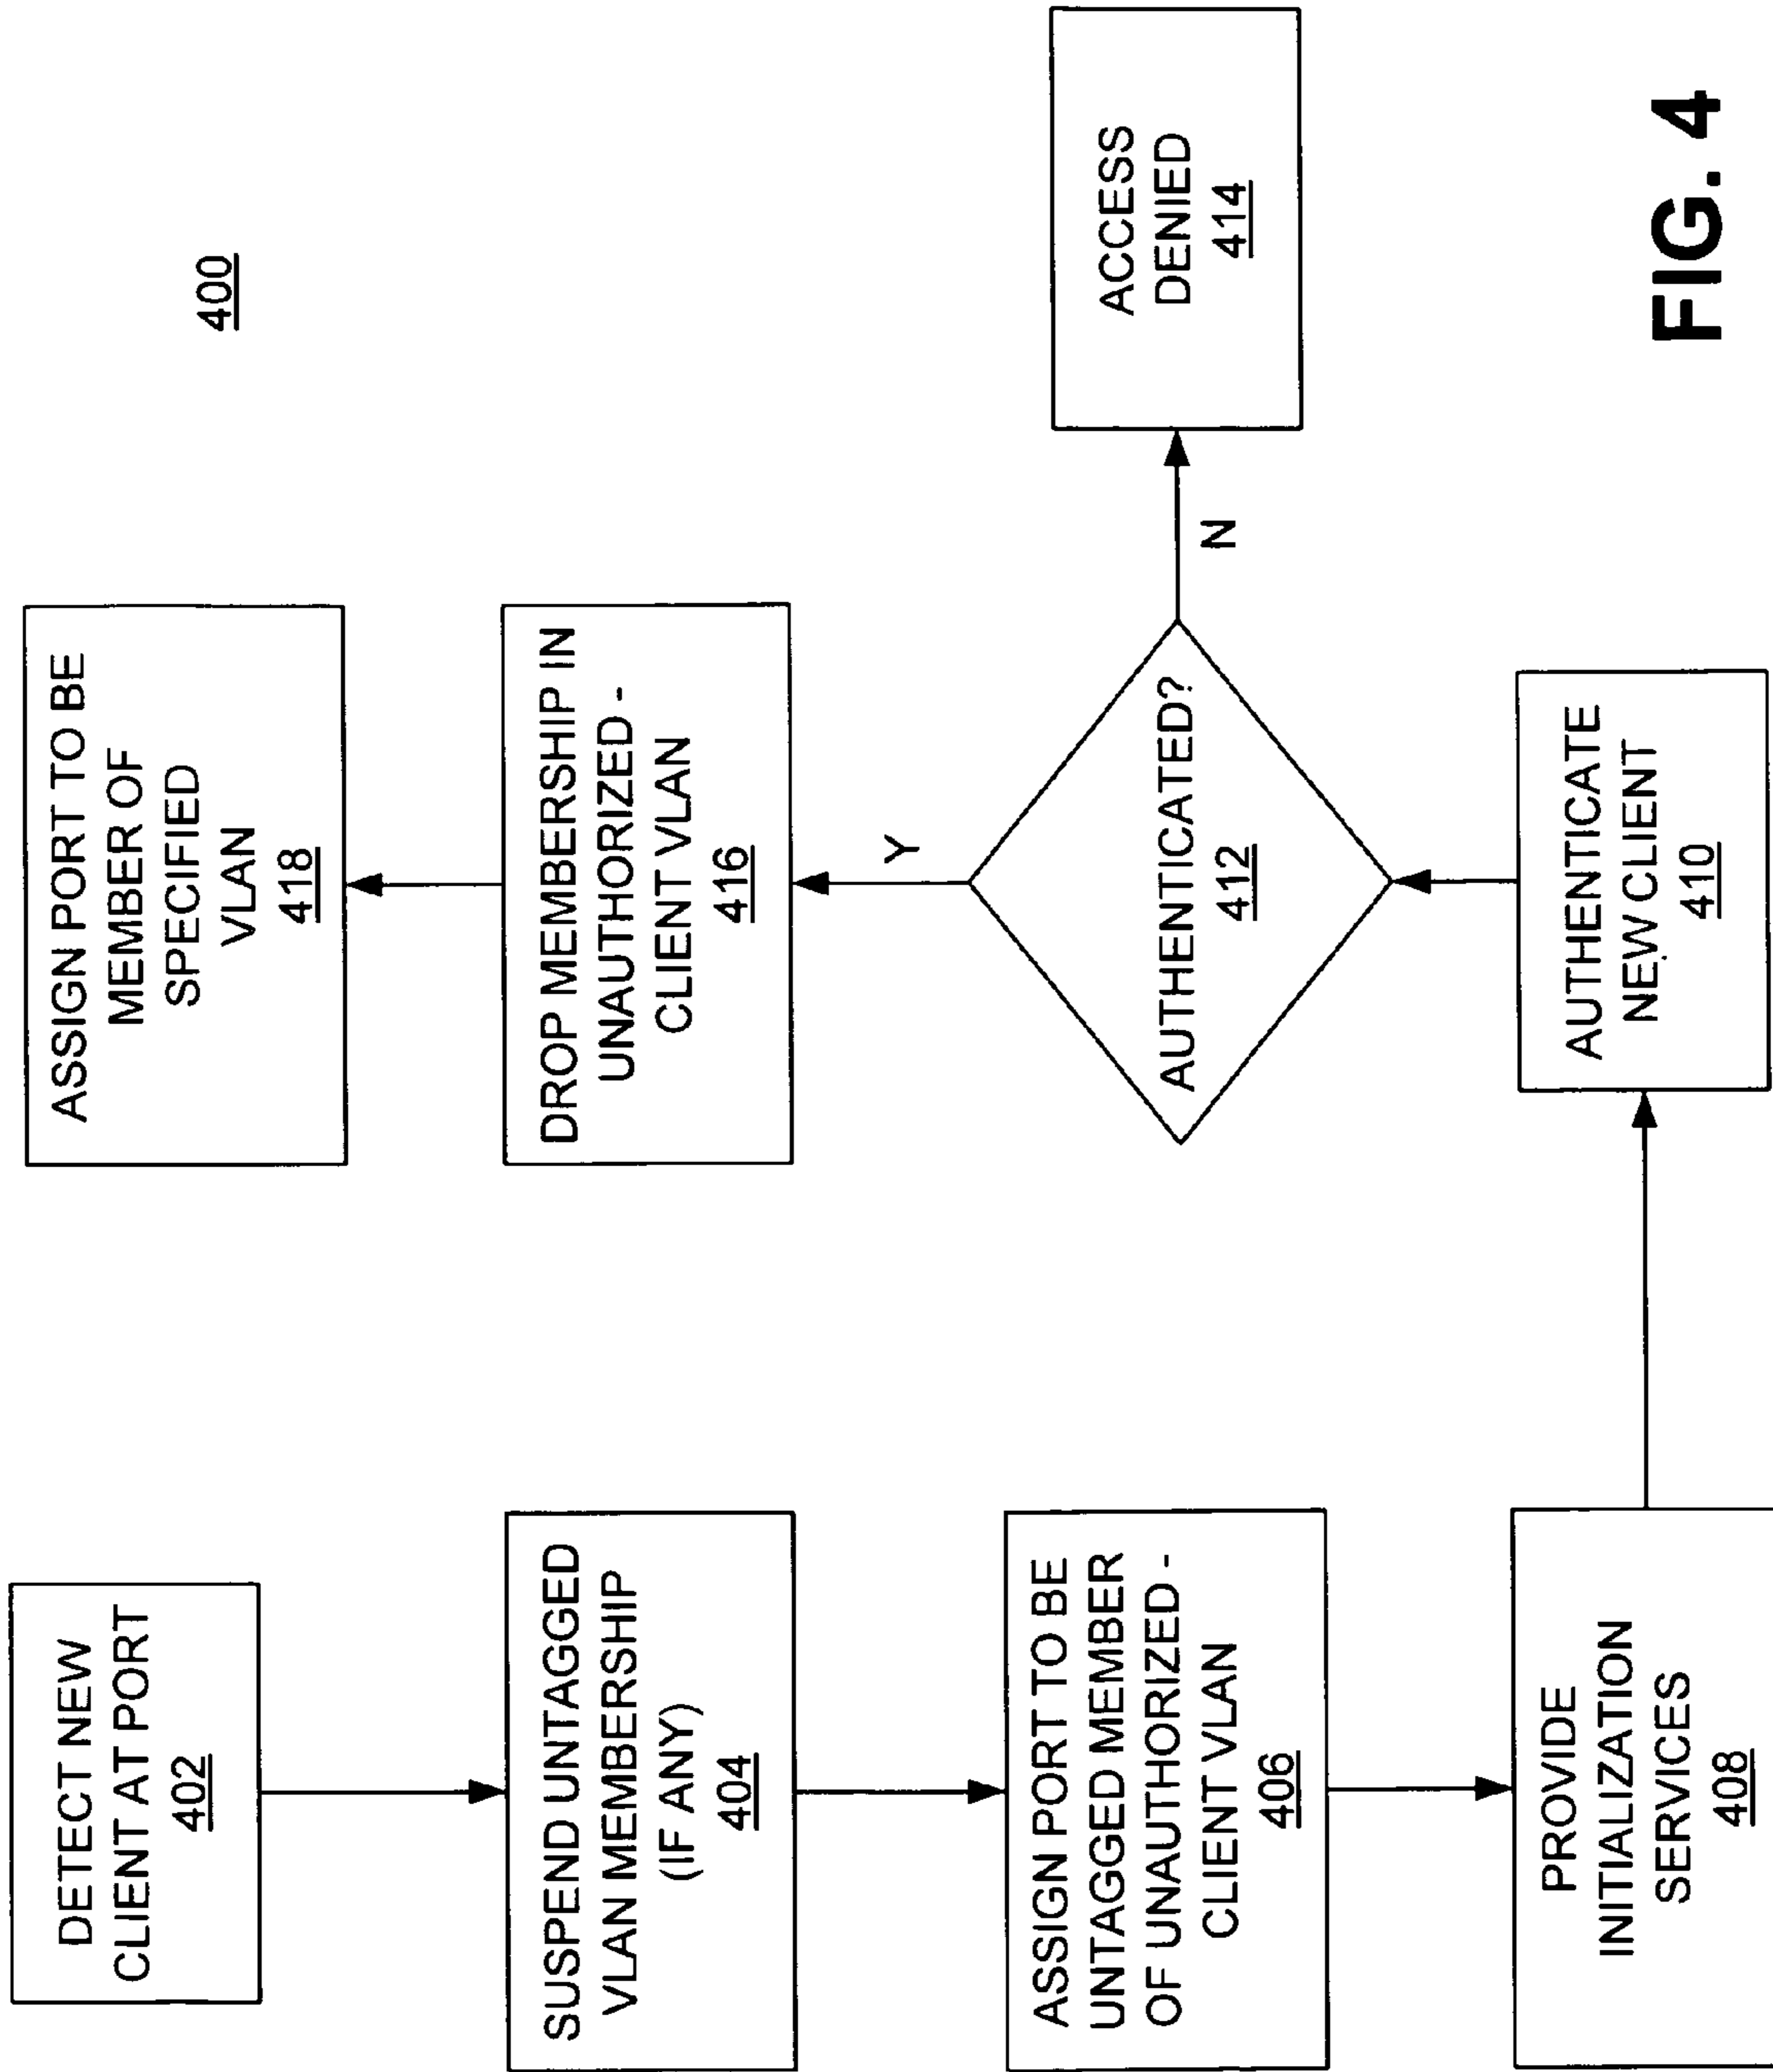 400
DETECT NEW
CLIENT AT PORT
402
SUSPEND UNTAGGED
VLAN MEMBERSHIP
(IF ANY)
404
ASSIGN PORT TO BE
UNTAGGED MEMBER
OF UNAUTHORIZED -
CLIENT VLAN
406
PROVIDE
INITIALIZATION
SERVICES
408
AUTHENTICATE
NEW CLIENT
410
AUTHENTICATED?
412
N
ACCESS
DENIED
414
Y
DROP MEMBERSHIP IN
UNAUTHORIZED -
CLIENT VLAN
416
ASSIGN PORT TO BE
MEMBER OF
SPECIFIED
VLAN
418
FIG. 4